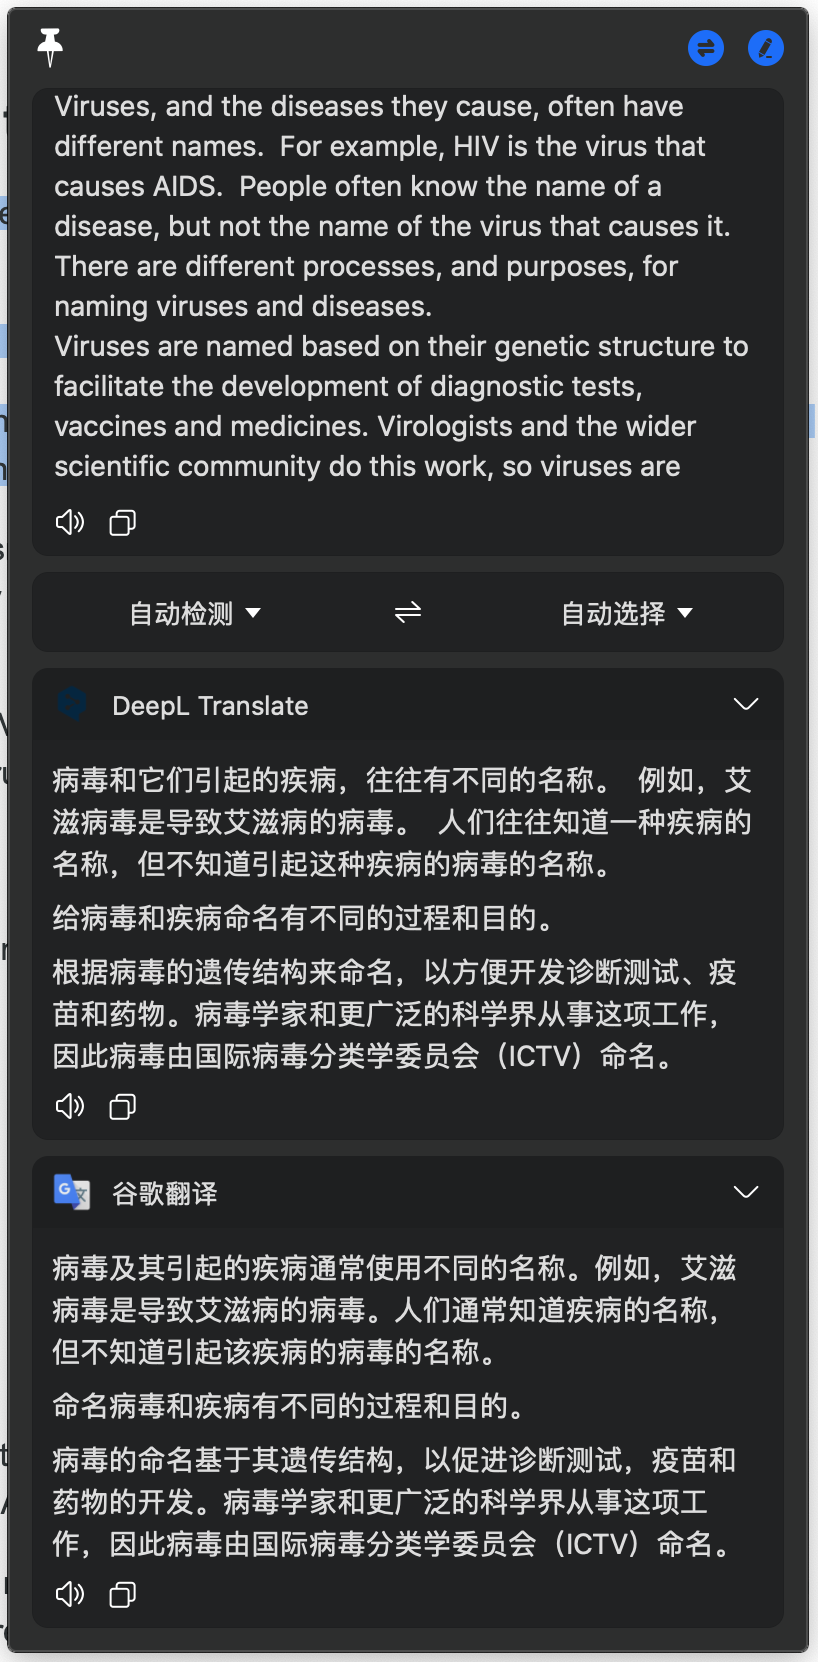 Viruses, and the diseases they cause, often have
different names.  For example, HIV is the virus that
causes AIDS.  People often know the name of a
disease, but not the name of the virus that causes it.
There are different processes, and purposes, for
naming viruses and diseases.
Viruses are named based on their genetic structure to
facilitate the development of diagnostic tests,
vaccines and medicines. Virologists and the wider
scientific community do this work, so viruses are
自动检测
自动选择
DeepL Translate
病毒和它们引起的疾病，往往有不同的名称。 例如，艾
滋病毒是导致艾滋病的病毒。 人们往往知道一种疾病的
名称，但不知道引起这种疾病的病毒的名称。
给病毒和疾病命名有不同的过程和目的。
根据病毒的遗传结构来命名，以方便开发诊断测试、疫
苗和药物。病毒学家和更广泛的科学界从事这项工作，
因此病毒由国际病毒分类学委员会（ICTV）命名。
谷歌翻译
病毒及其引起的疾病通常使用不同的名称。例如，艾滋
病毒是导致艾滋病的病毒。人们通常知道疾病的名称，
但不知道引起该疾病的病毒的名称。
命名病毒和疾病有不同的过程和目的。
病毒的命名基于其遗传结构，以促进诊断测试，疫苗和
药物的开发。病毒学家和更广泛的科学界从事这项工
作，因此病毒由国际病毒分类学委员会（ICTV）命名。